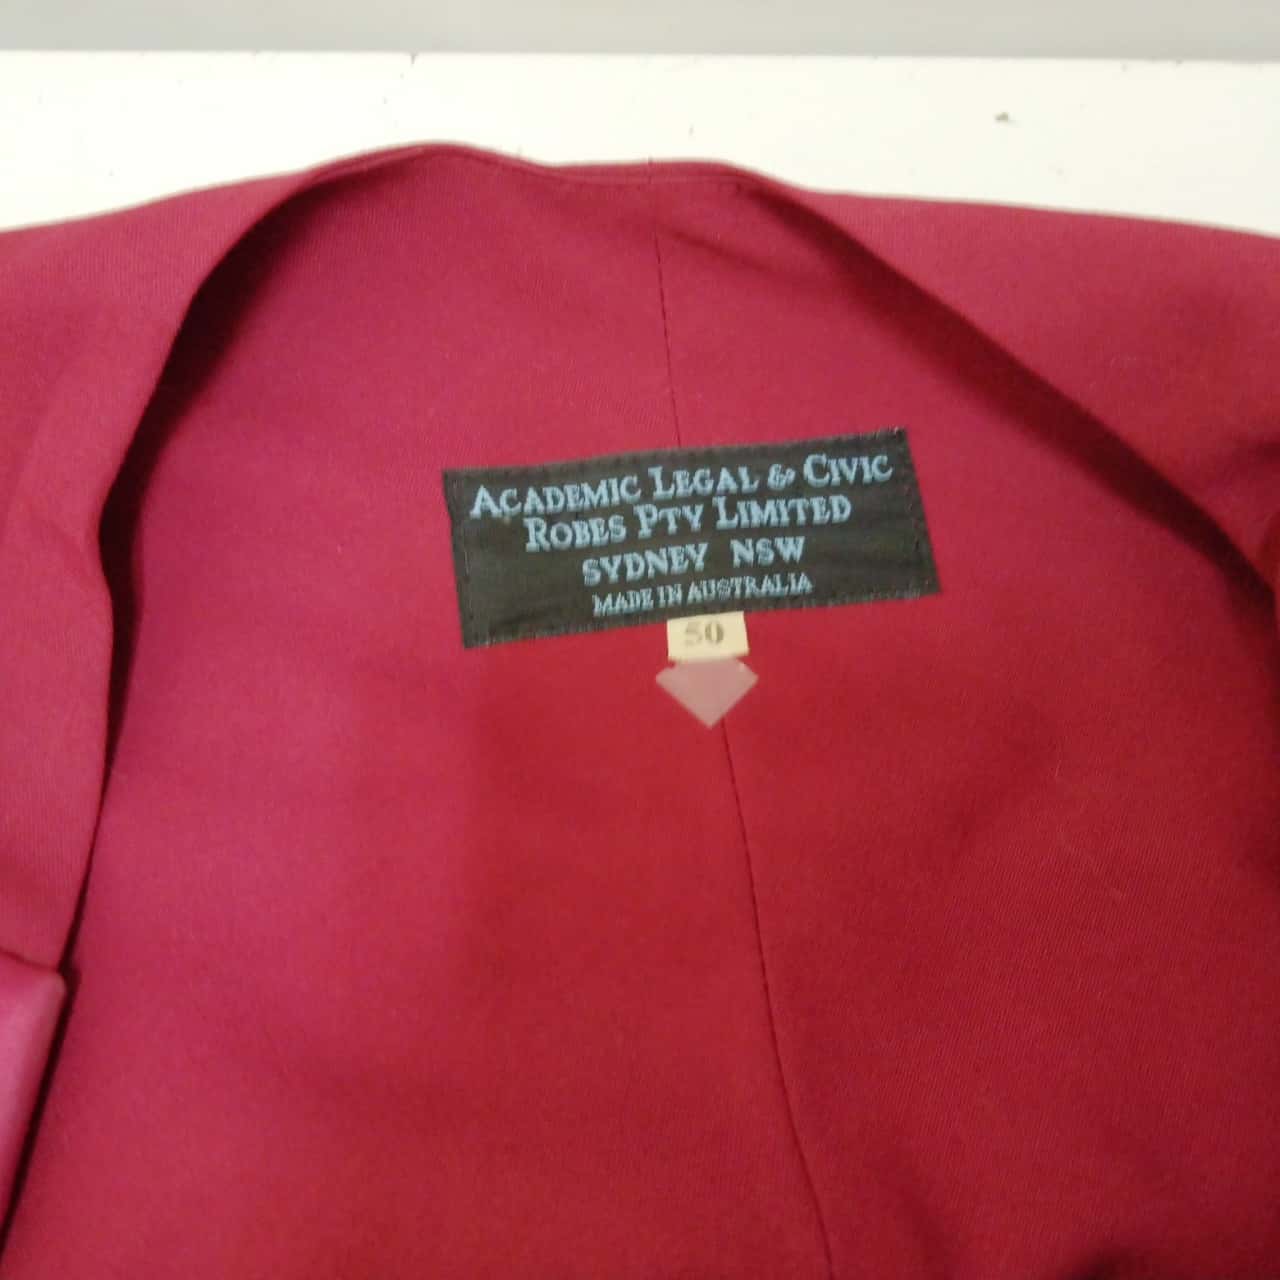 ACADEMIC LEGAL & CIVIC
ROBES PTY LIMITED
SYDNEY NSW
MADE IN AUSTRALIA
50